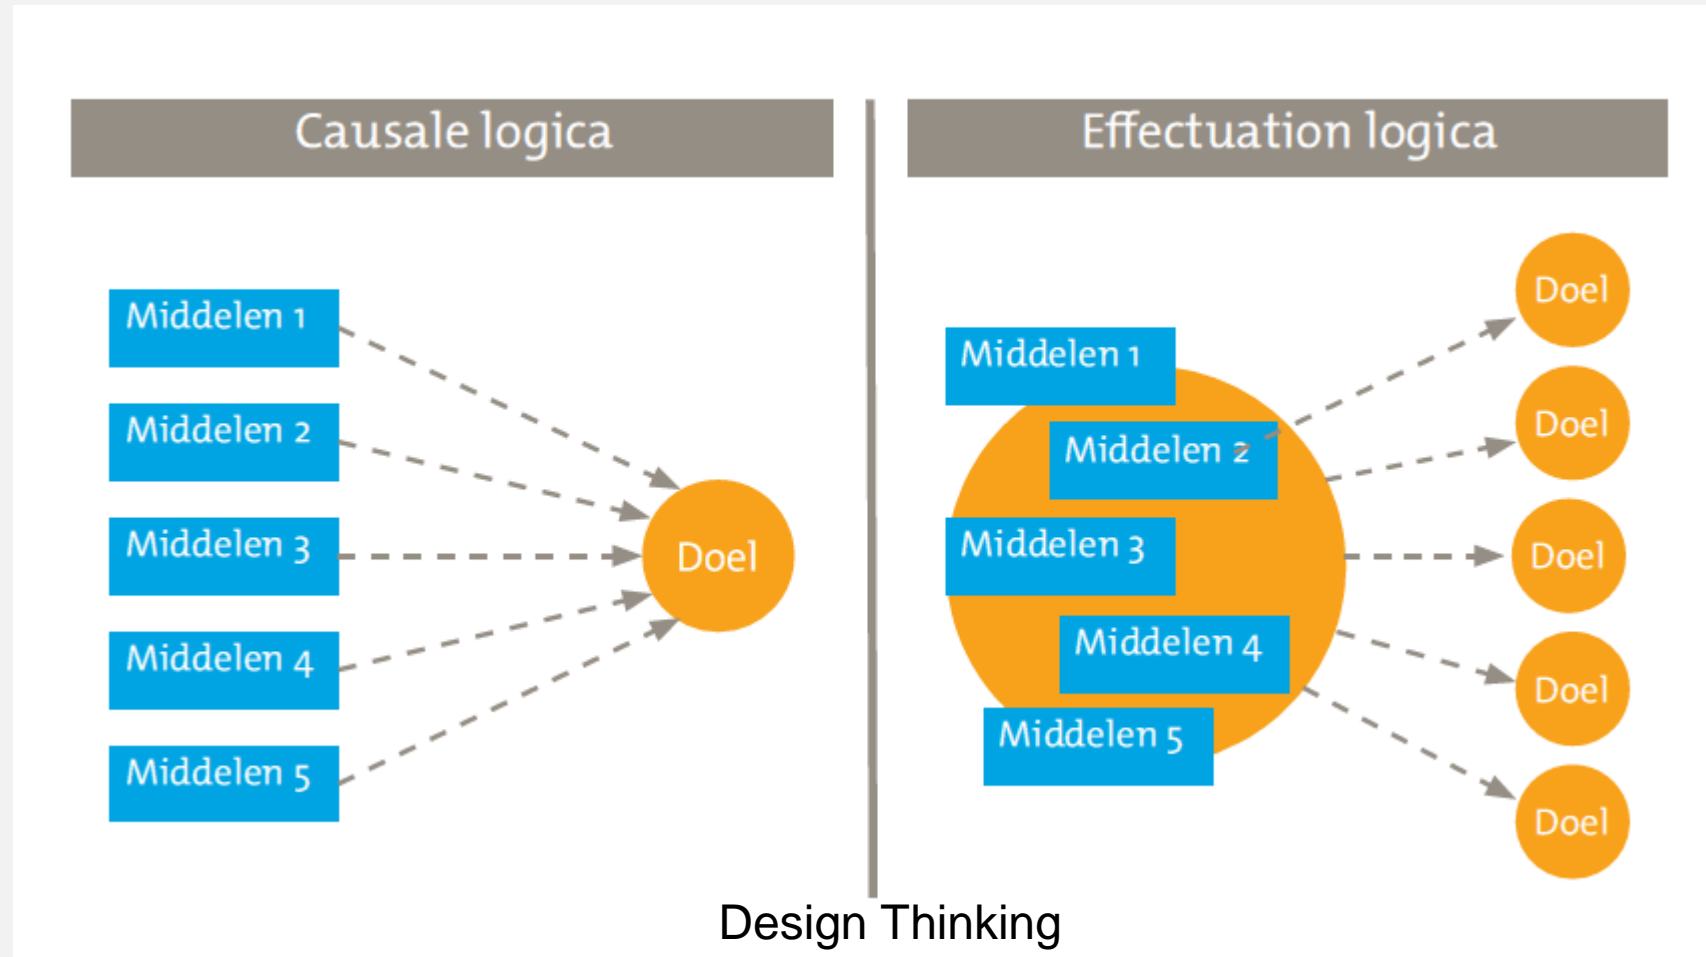 Causale logica
Middelen 1
Middelen 2
Middelen 3
Middelen 4
Middelen 5
Doel
Effectuation logica
Middelen 1
Middelen 2
Middelen 3
Middelen 4
Middelen 5
Doel
Doel
Doel
Doel
Doel
Design Thinking